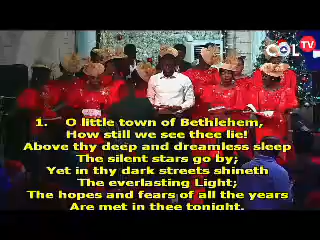 COL TV
1. O little town of Bethlehem,
How still we see thee lie!
Above thy deep and dreamless sleep
The silent stars go by;
Yet in thy dark streets shineth
The everlasting Light;
The hopes and fears of all the years
Are met in thee tonight.